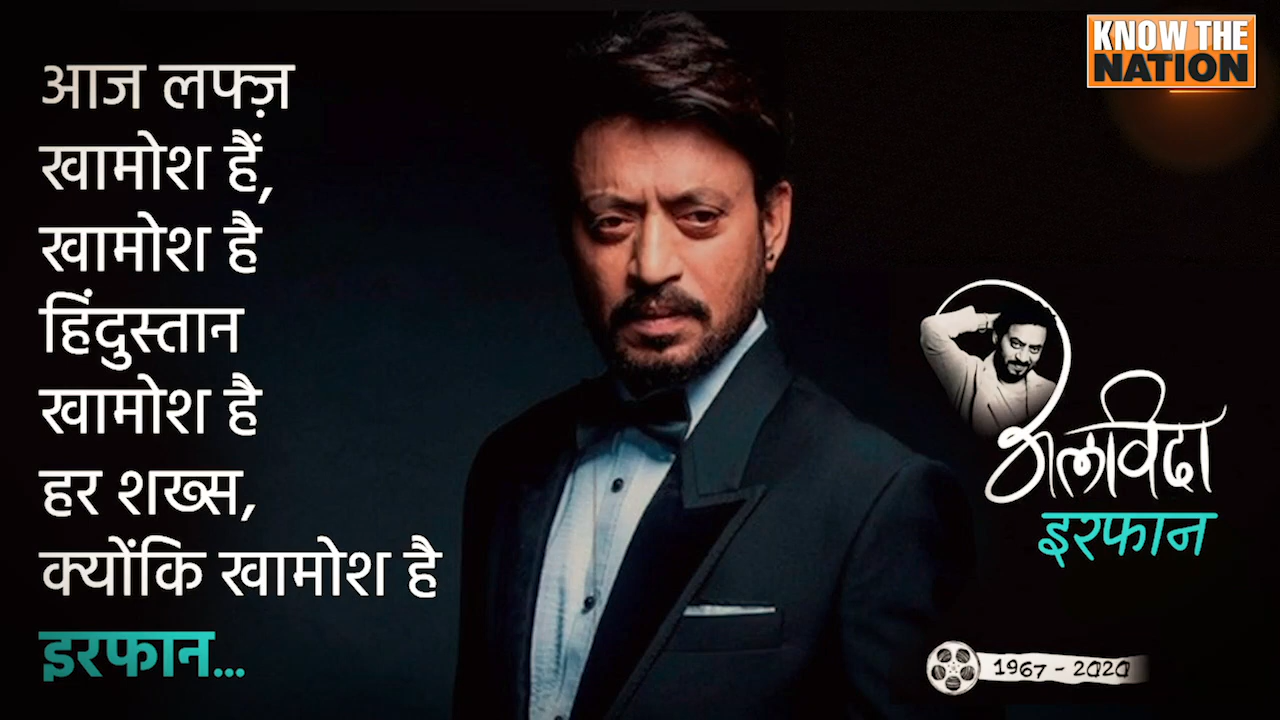 आज लफ्ज़
खामोश हैं,
खामोश है
हिंदुस्तान
खामोश है
हर शख्स,
क्योंकि खामोश है
इरफान...
KNOW THE
NATION
अलविदा
इरफान
1967 - 2020